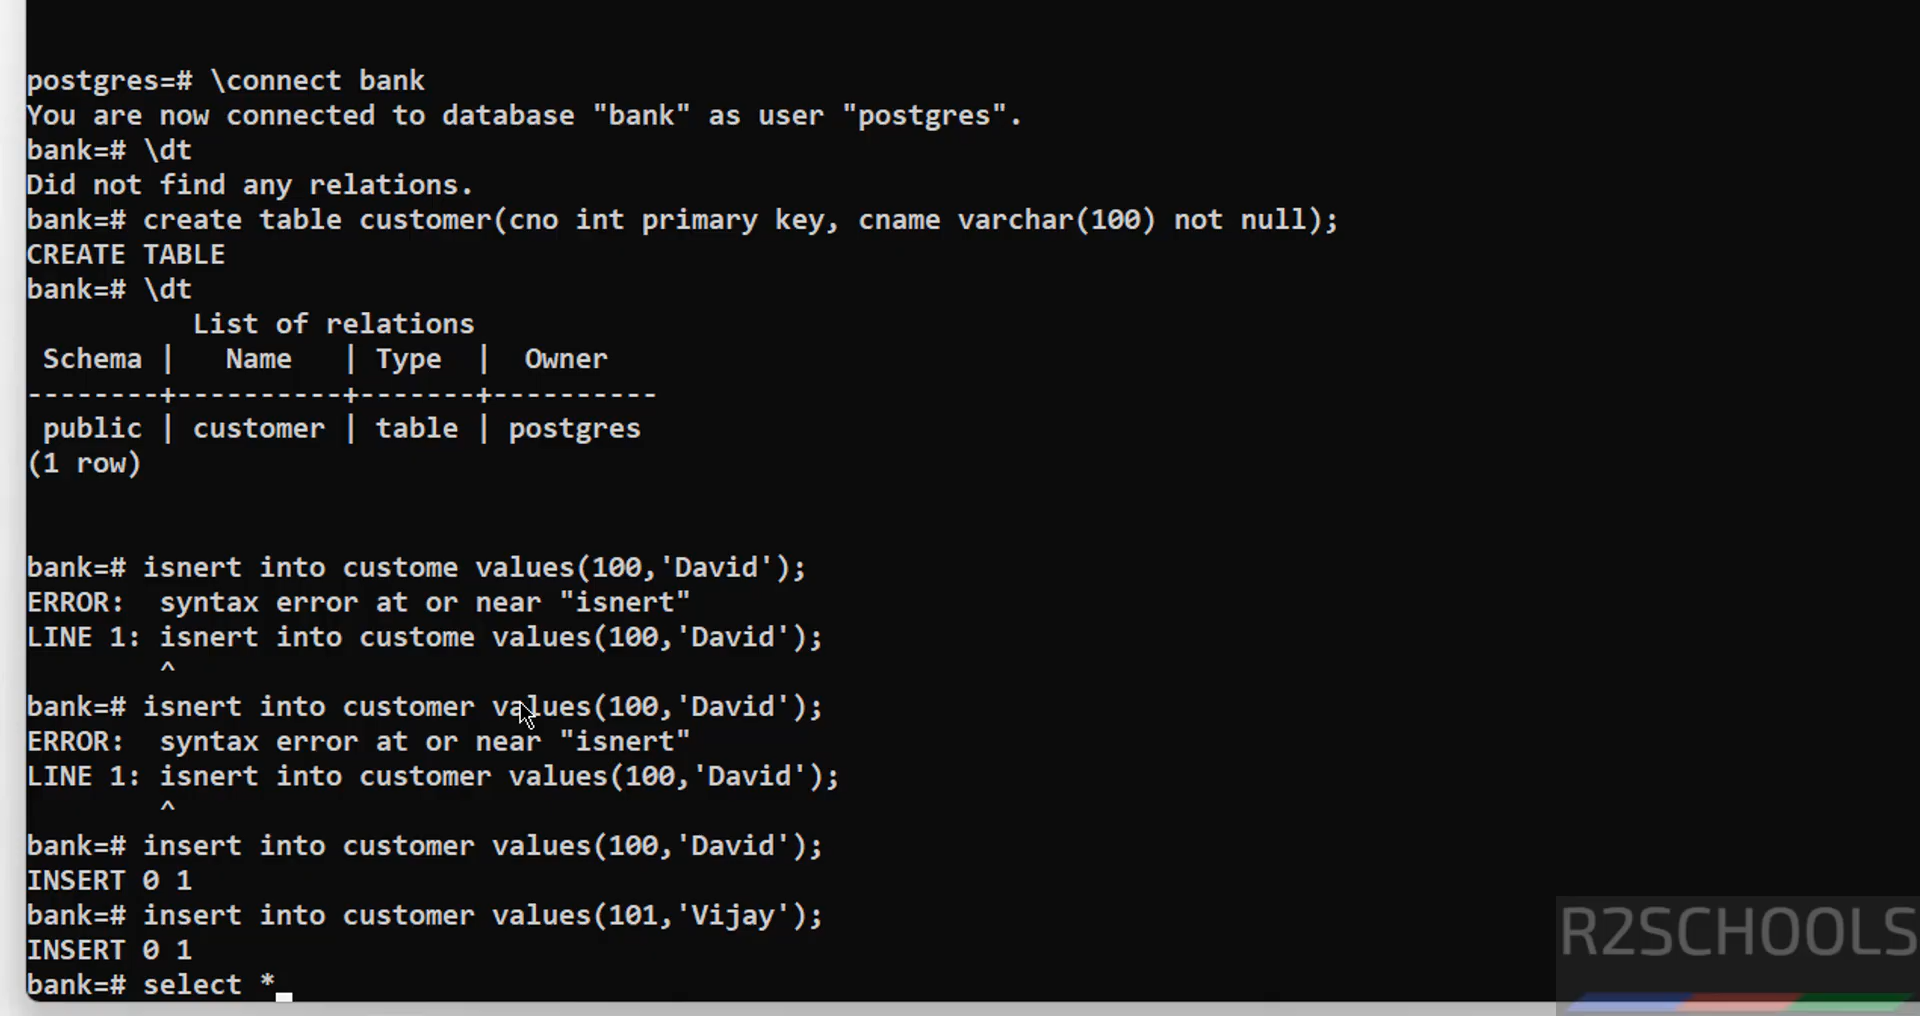 postgres=# \connect bank
You are now connected to database "bank" as user "postgres".
bank=# \dt
Did not find any relations.
bank=# create table customer(cno int primary key, cname varchar(100) not null);
CREATE TABLE
bank=# \dt
          List of relations
 Schema |   Name   | Type  |  Owner
--------+----------+-------+----------
 public | customer | table | postgres
(1 row)
bank=# isnert into custome values(100,'David');
ERROR:  syntax error at or near "isnert"
LINE 1: isnert into custome values(100,'David');
        ^
bank=# isnert into customer values(100,'David');
ERROR:  syntax error at or near "isnert"
LINE 1: isnert into customer values(100,'David');
        ^
bank=# insert into customer values(100,'David');
INSERT 0 1
bank=# insert into customer values(101,'Vijay');
INSERT 0 1
bank=# select *
R2SCHOOLS